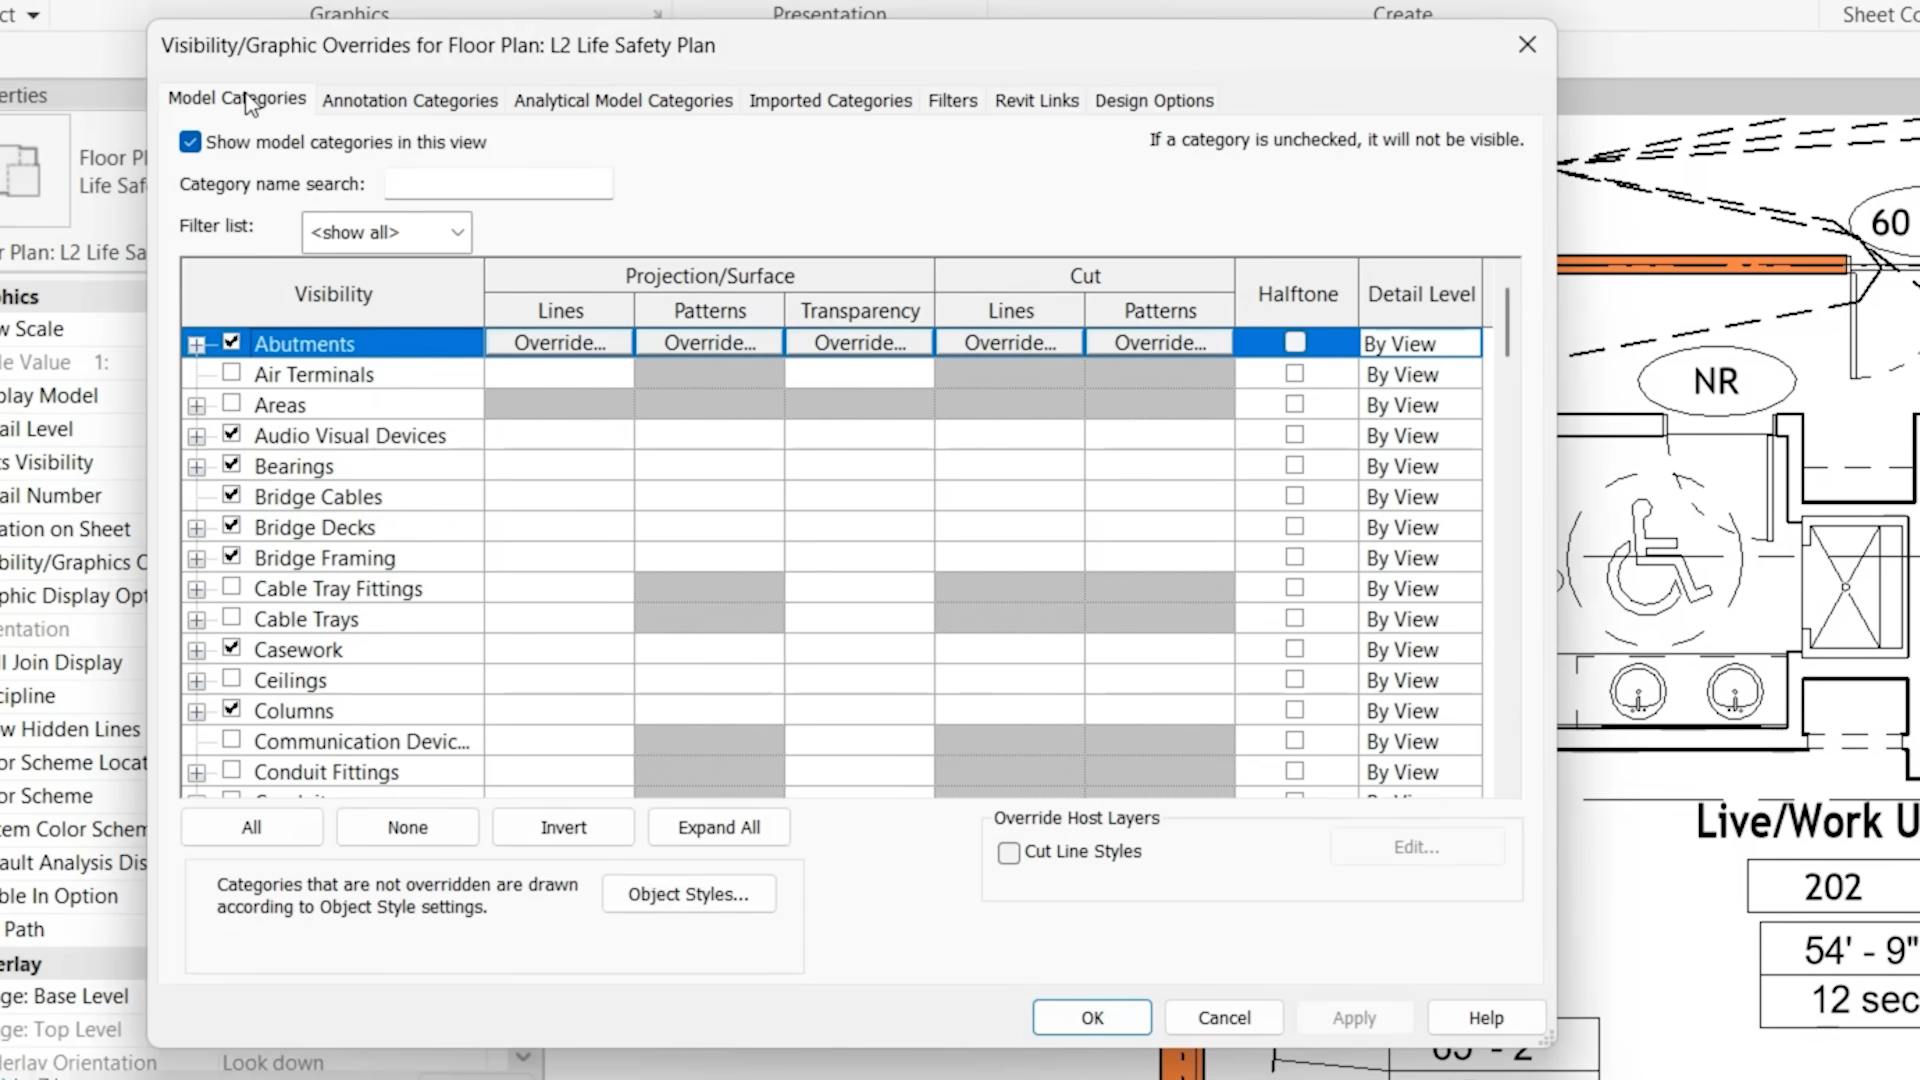 ct
Graphics
Presentation
Create
Sheet Co
Visibility/Graphic Overrides for Floor Plan: L2 Life Safety Plan
Model Categories
Annotation Categories
Analytical Model Categories
Imported Categories
Filters
Revit Links
Design Options
Show model categories in this view
If a category is unchecked, it will not be visible.
Category name search:
Filter list:
<show all>
Visibility
Projection/Surface
Cut
Halftone
Detail Level
Lines
Patterns
Transparency
Lines
Patterns
Abutments Override... Override... Override... Override... Override... By View
Air Terminals By View
Areas By View
Audio Visual Devices By View
Bearings By View
Bridge Cables By View
Bridge Decks By View
Bridge Framing By View
Cable Tray Fittings By View
Cable Trays By View
Casework By View
Ceilings By View
Columns By View
Communication Devic... By View
Conduit Fittings By View
All
None
Invert
Expand All
Override Host Layers
Cut Line Styles
Edit...
Categories that are not overridden are drawn
according to Object Style settings.
Object Styles...
OK
Cancel
Apply
Help
erties
Floor Pl
Life Saf
r Plan: L2 Life Sa
hics
w Scale
le Value 1:
play Model
ail Level
ts Visibility
ail Number
ation on Sheet
ibility/Graphics O
phic Display Opt
entation
ll Join Display
cipline
w Hidden Lines
or Scheme Locat
or Scheme
tem Color Schem
ault Analysis Dis
ble In Option
Path
erlay
ge: Base Level
ge: Top Level
derlay Orientation Look down
60
NR
Live/Work U
202
54' - 9"
12 sec